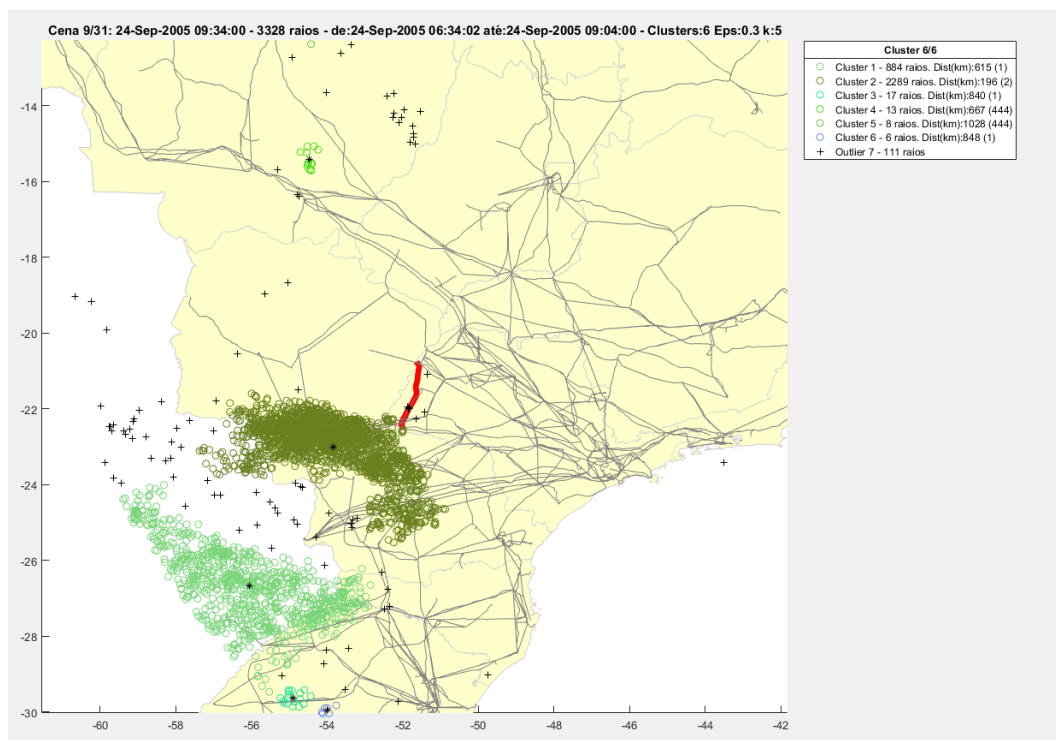 Cena 9/31: 24-Sep-2005 09:34:00 - 3328 raios - de:24-Sep-2005 06:34:02 até:24-Sep-2005 09:04:00 - Clusters:6 Eps:0.3 k:5
Cluster 6/6
Cluster 1 - 884 raios. Dist(km):615 (1)
Cluster 2 - 2289 raios. Dist(km):196 (2)
Cluster 3 - 17 raios. Dist(km):840 (1)
Cluster 4 - 13 raios. Dist(km):667 (444)
Cluster 5 - 8 raios. Dist(km):1028 (444)
Cluster 6 - 6 raios. Dist(km):848 (1)
Outlier 7 - 111 raios
-14
-16
-18
-20
-22
-24
-26
-28
-30
-60 -58 -56 -54 -52 -50 -48 -46 -44 -42